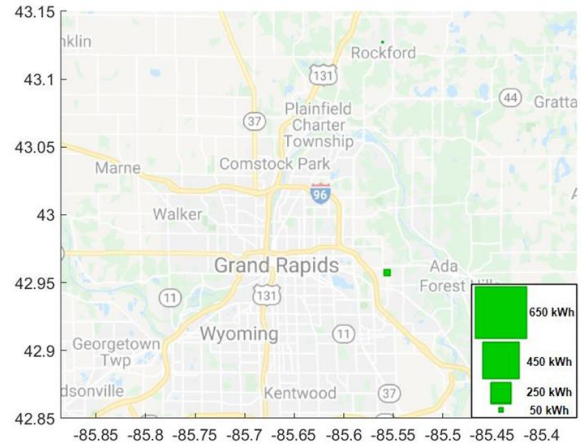 43.15
nklin
Rockford
131
43.1
44
Gratta
37
Plainfield
Charter
Township
43.05
Marne
Comstock Park
96
43
Walker
Grand Rapids
Ada
Forest Hills
42.95
11
131
650 kWh
Wyoming
11
450 kWh
42.9
Georgetown
Twp
dsonville
Kentwood
37
250 kWh
50 kWh
42.85
-85.85
-85.8
-85.75
-85.7
-85.65
-85.6
-85.55
-85.5
-85.45
-85.4